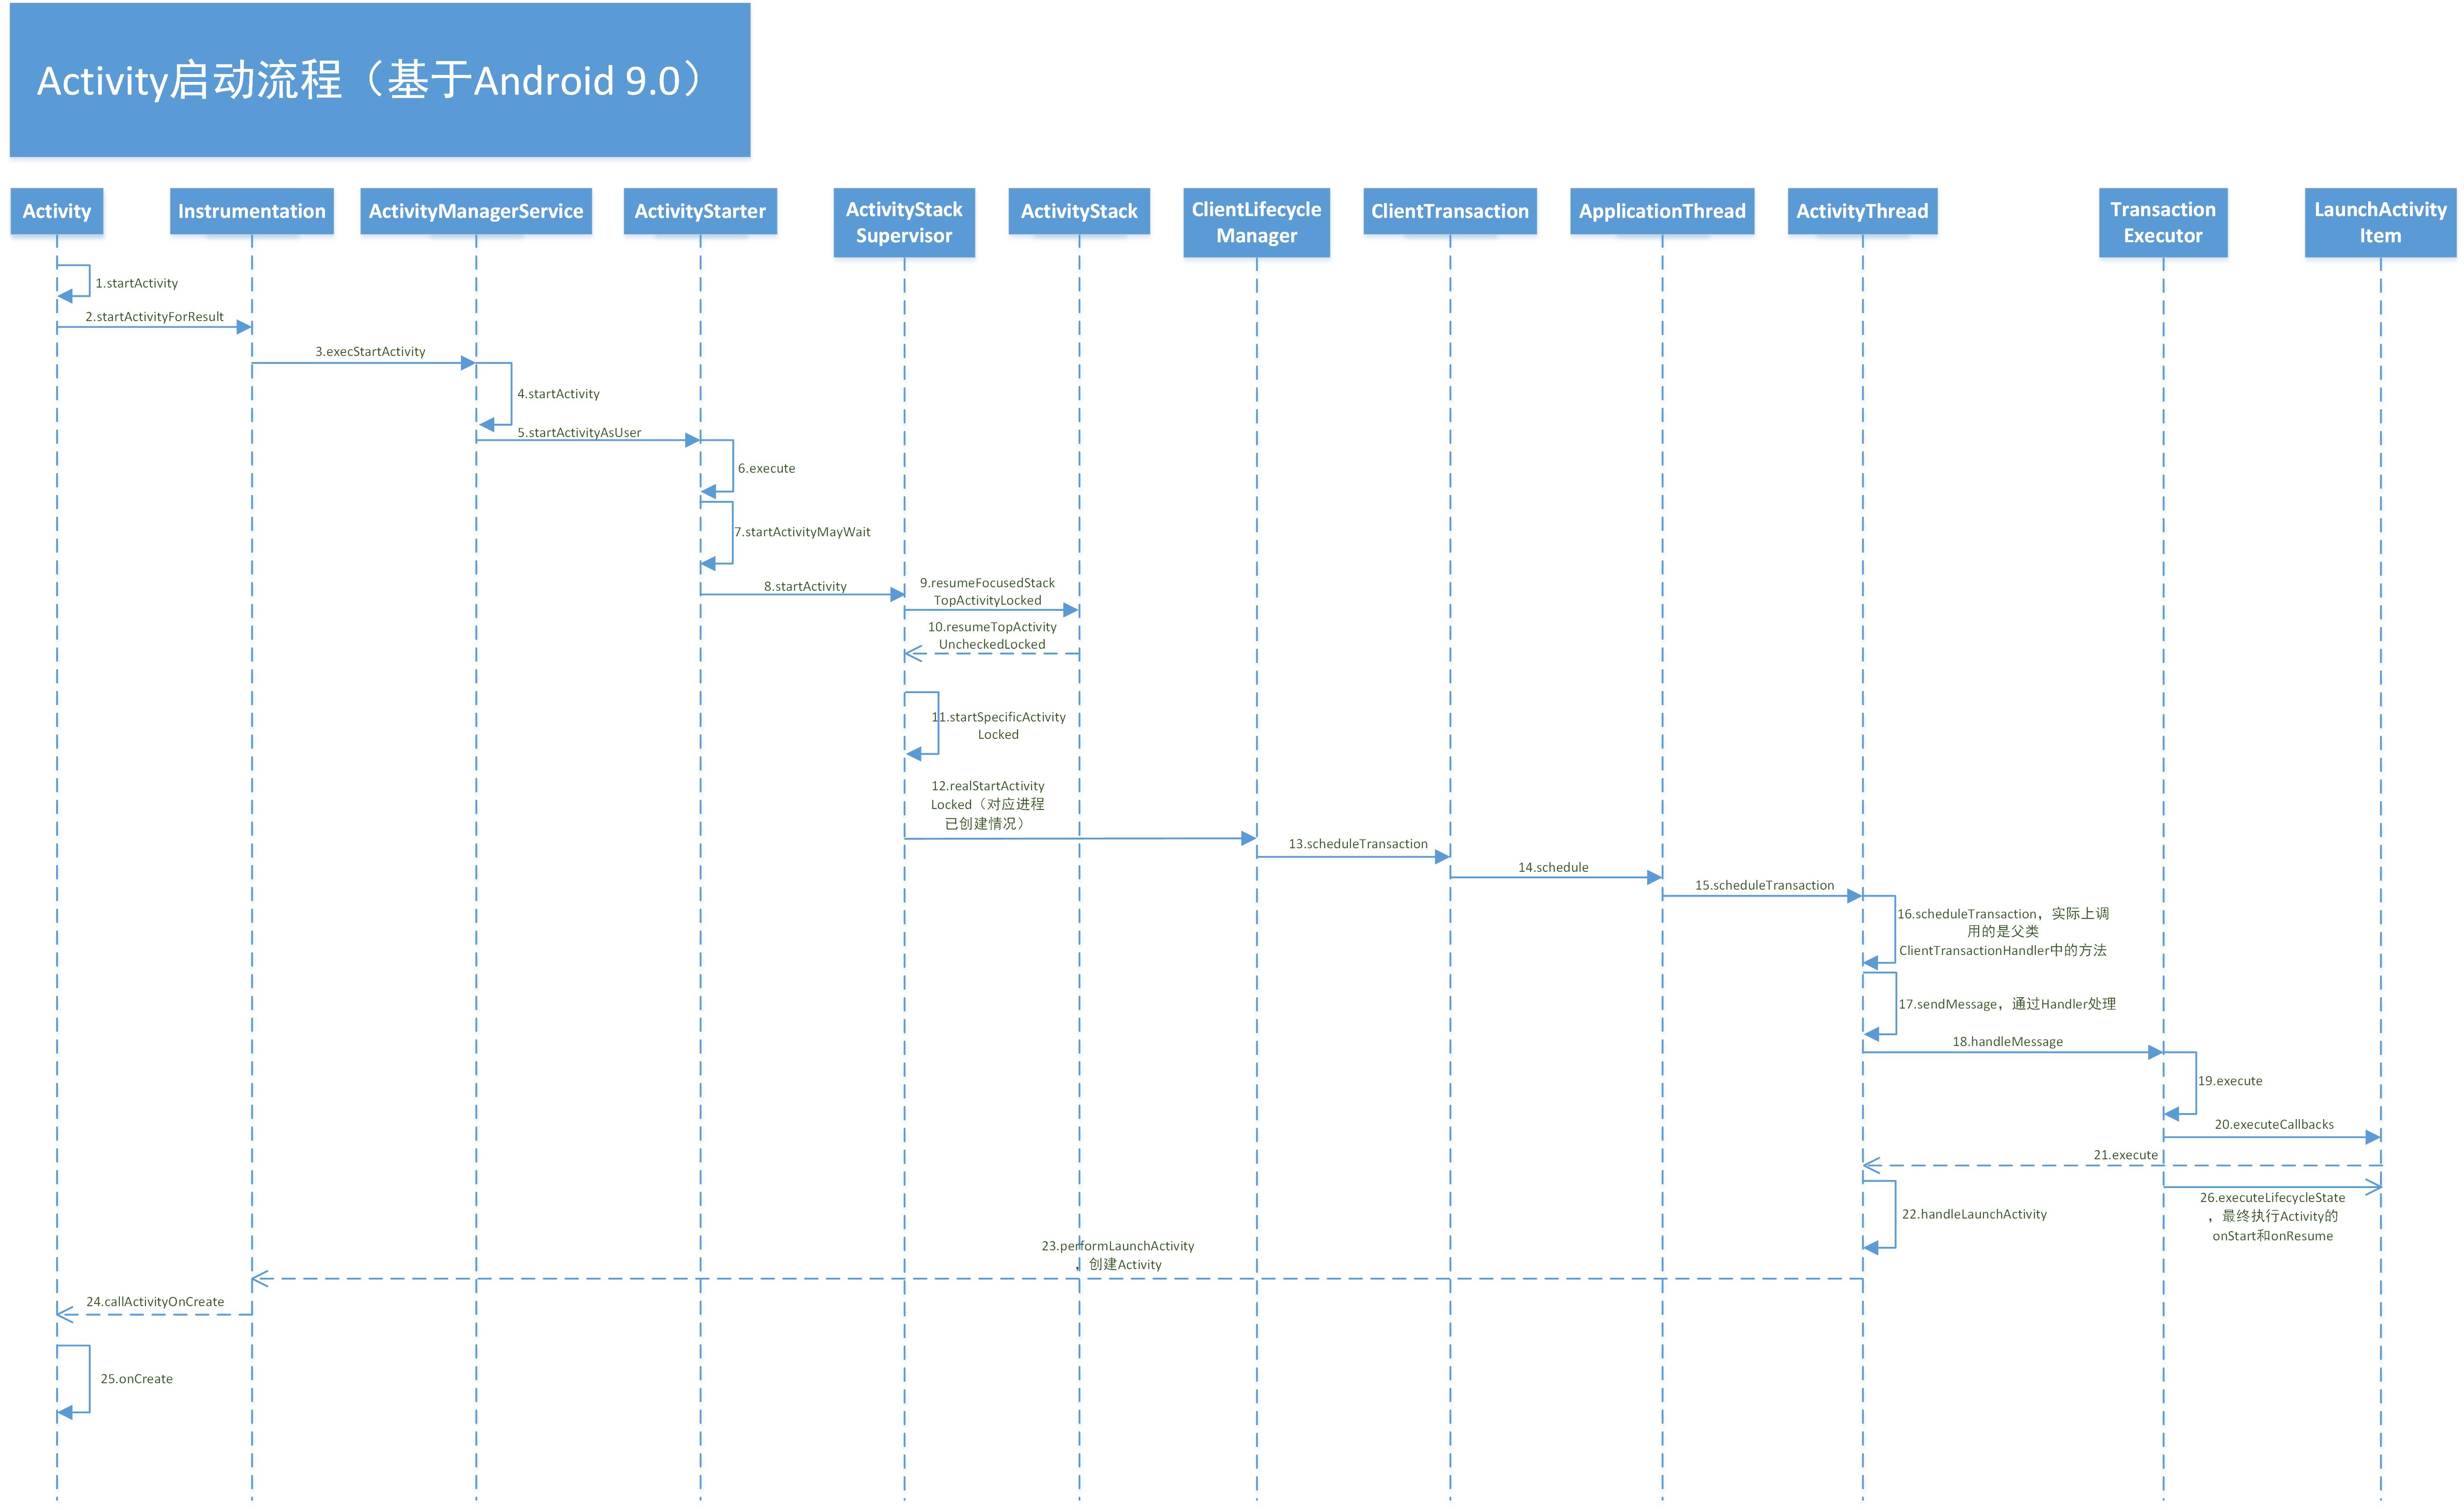 Activity启动流程（基于Android 9.0）
Activity
Instrumentation
ActivityManagerService
ActivityStarter
ActivityStack
Supervisor
ActivityStack
ClientLifecycle
Manager
ClientTransaction
ApplicationThread
ActivityThread
Transaction
Executor
LaunchActivity
Item
1.startActivity
2.startActivityForResult
3.execStartActivity
4.startActivity
5.startActivityAsUser
6.execute
7.startActivityMayWait
8.startActivity
9.resumeFocusedStack
TopActivityLocked
10.resumeTopActivity
UncheckedLocked
11.startSpecificActivity
Locked
12.realStartActivity
Locked（对应进程
已创建情况）
13.scheduleTransaction
14.schedule
15.scheduleTransaction
16.scheduleTransaction，实际上调
用的是父类
ClientTransactionHandler中的方法
17.sendMessage，通过Handler处理
18.handleMessage
19.execute
20.executeCallbacks
21.execute
22.handleLaunchActivity
26.executeLifecycleState
，最终执行Activity的
onStart和onResume
23.performLaunchActivity
，创建Activity
24.callActivityOnCreate
25.onCreate